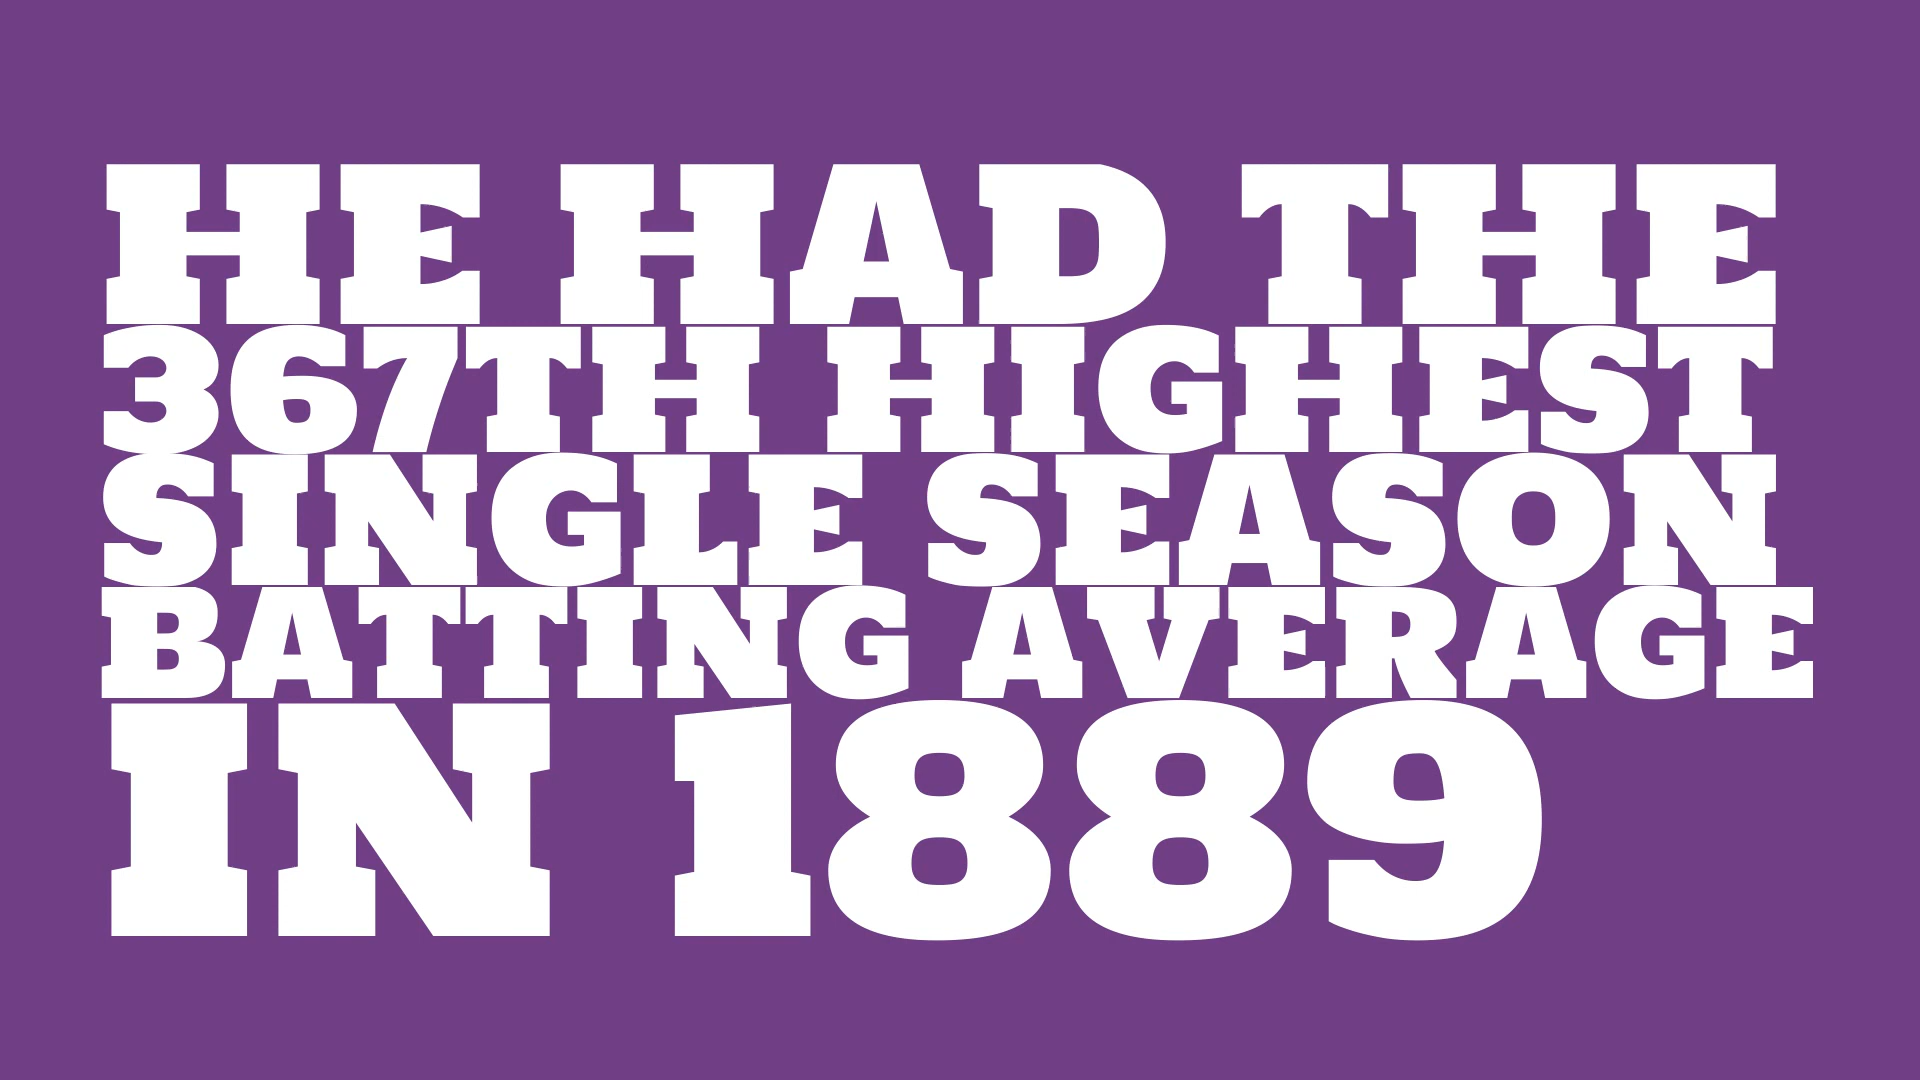 HE HAD THE
367TH HIGHEST
SINGLE SEASON
BATTING AVERAGE
IN 1889